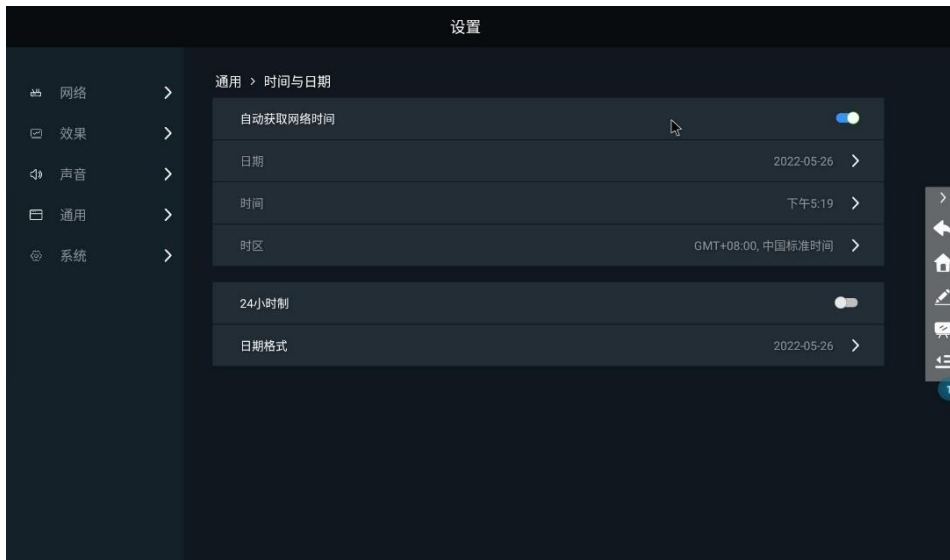 设置
网络
效果
声音
通用
系统
通用 > 时间与日期
自动获取网络时间
日期 2022-05-26
时间 下午5:19
时区 GMT+08:00, 中国标准时间
24小时制
日期格式 2022-05-26